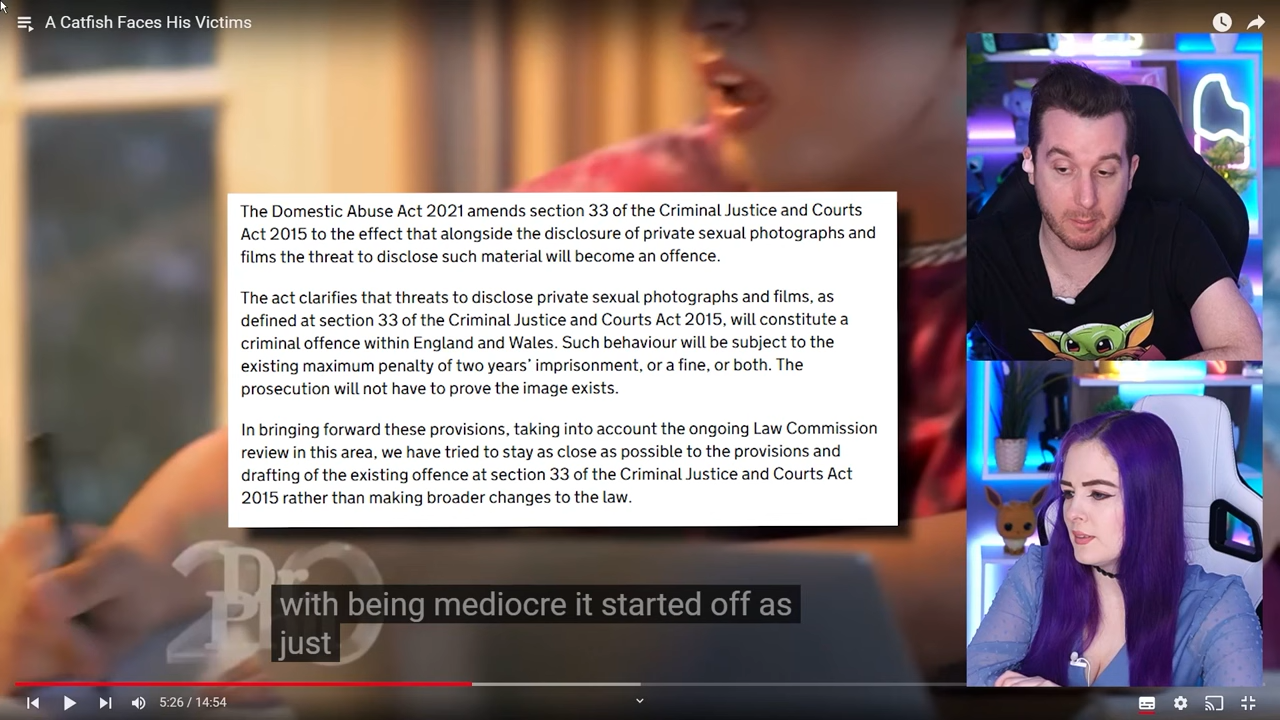 A Catfish Faces His Victims
The Domestic Abuse Act 2021 amends section 33 of the Criminal Justice and Courts
Act 2015 to the effect that alongside the disclosure of private sexual photographs and
films the threat to disclose such material will become an offence.
The act clarifies that threats to disclose private sexual photographs and films, as
defined at section 33 of the Criminal Justice and Courts Act 2015, will constitute a
criminal offence within England and Wales. Such behaviour will be subject to the
existing maximum penalty of two years’ imprisonment, or a fine, or both. The
prosecution will not have to prove the image exists.
In bringing forward these provisions, taking into account the ongoing Law Commission
review in this area, we have tried to stay as close as possible to the provisions and
drafting of the existing offence at section 33 of the Criminal Justice and Courts Act
2015 rather than making broader changes to the law.
with being mediocre it started off as
just
5:26 / 14:54